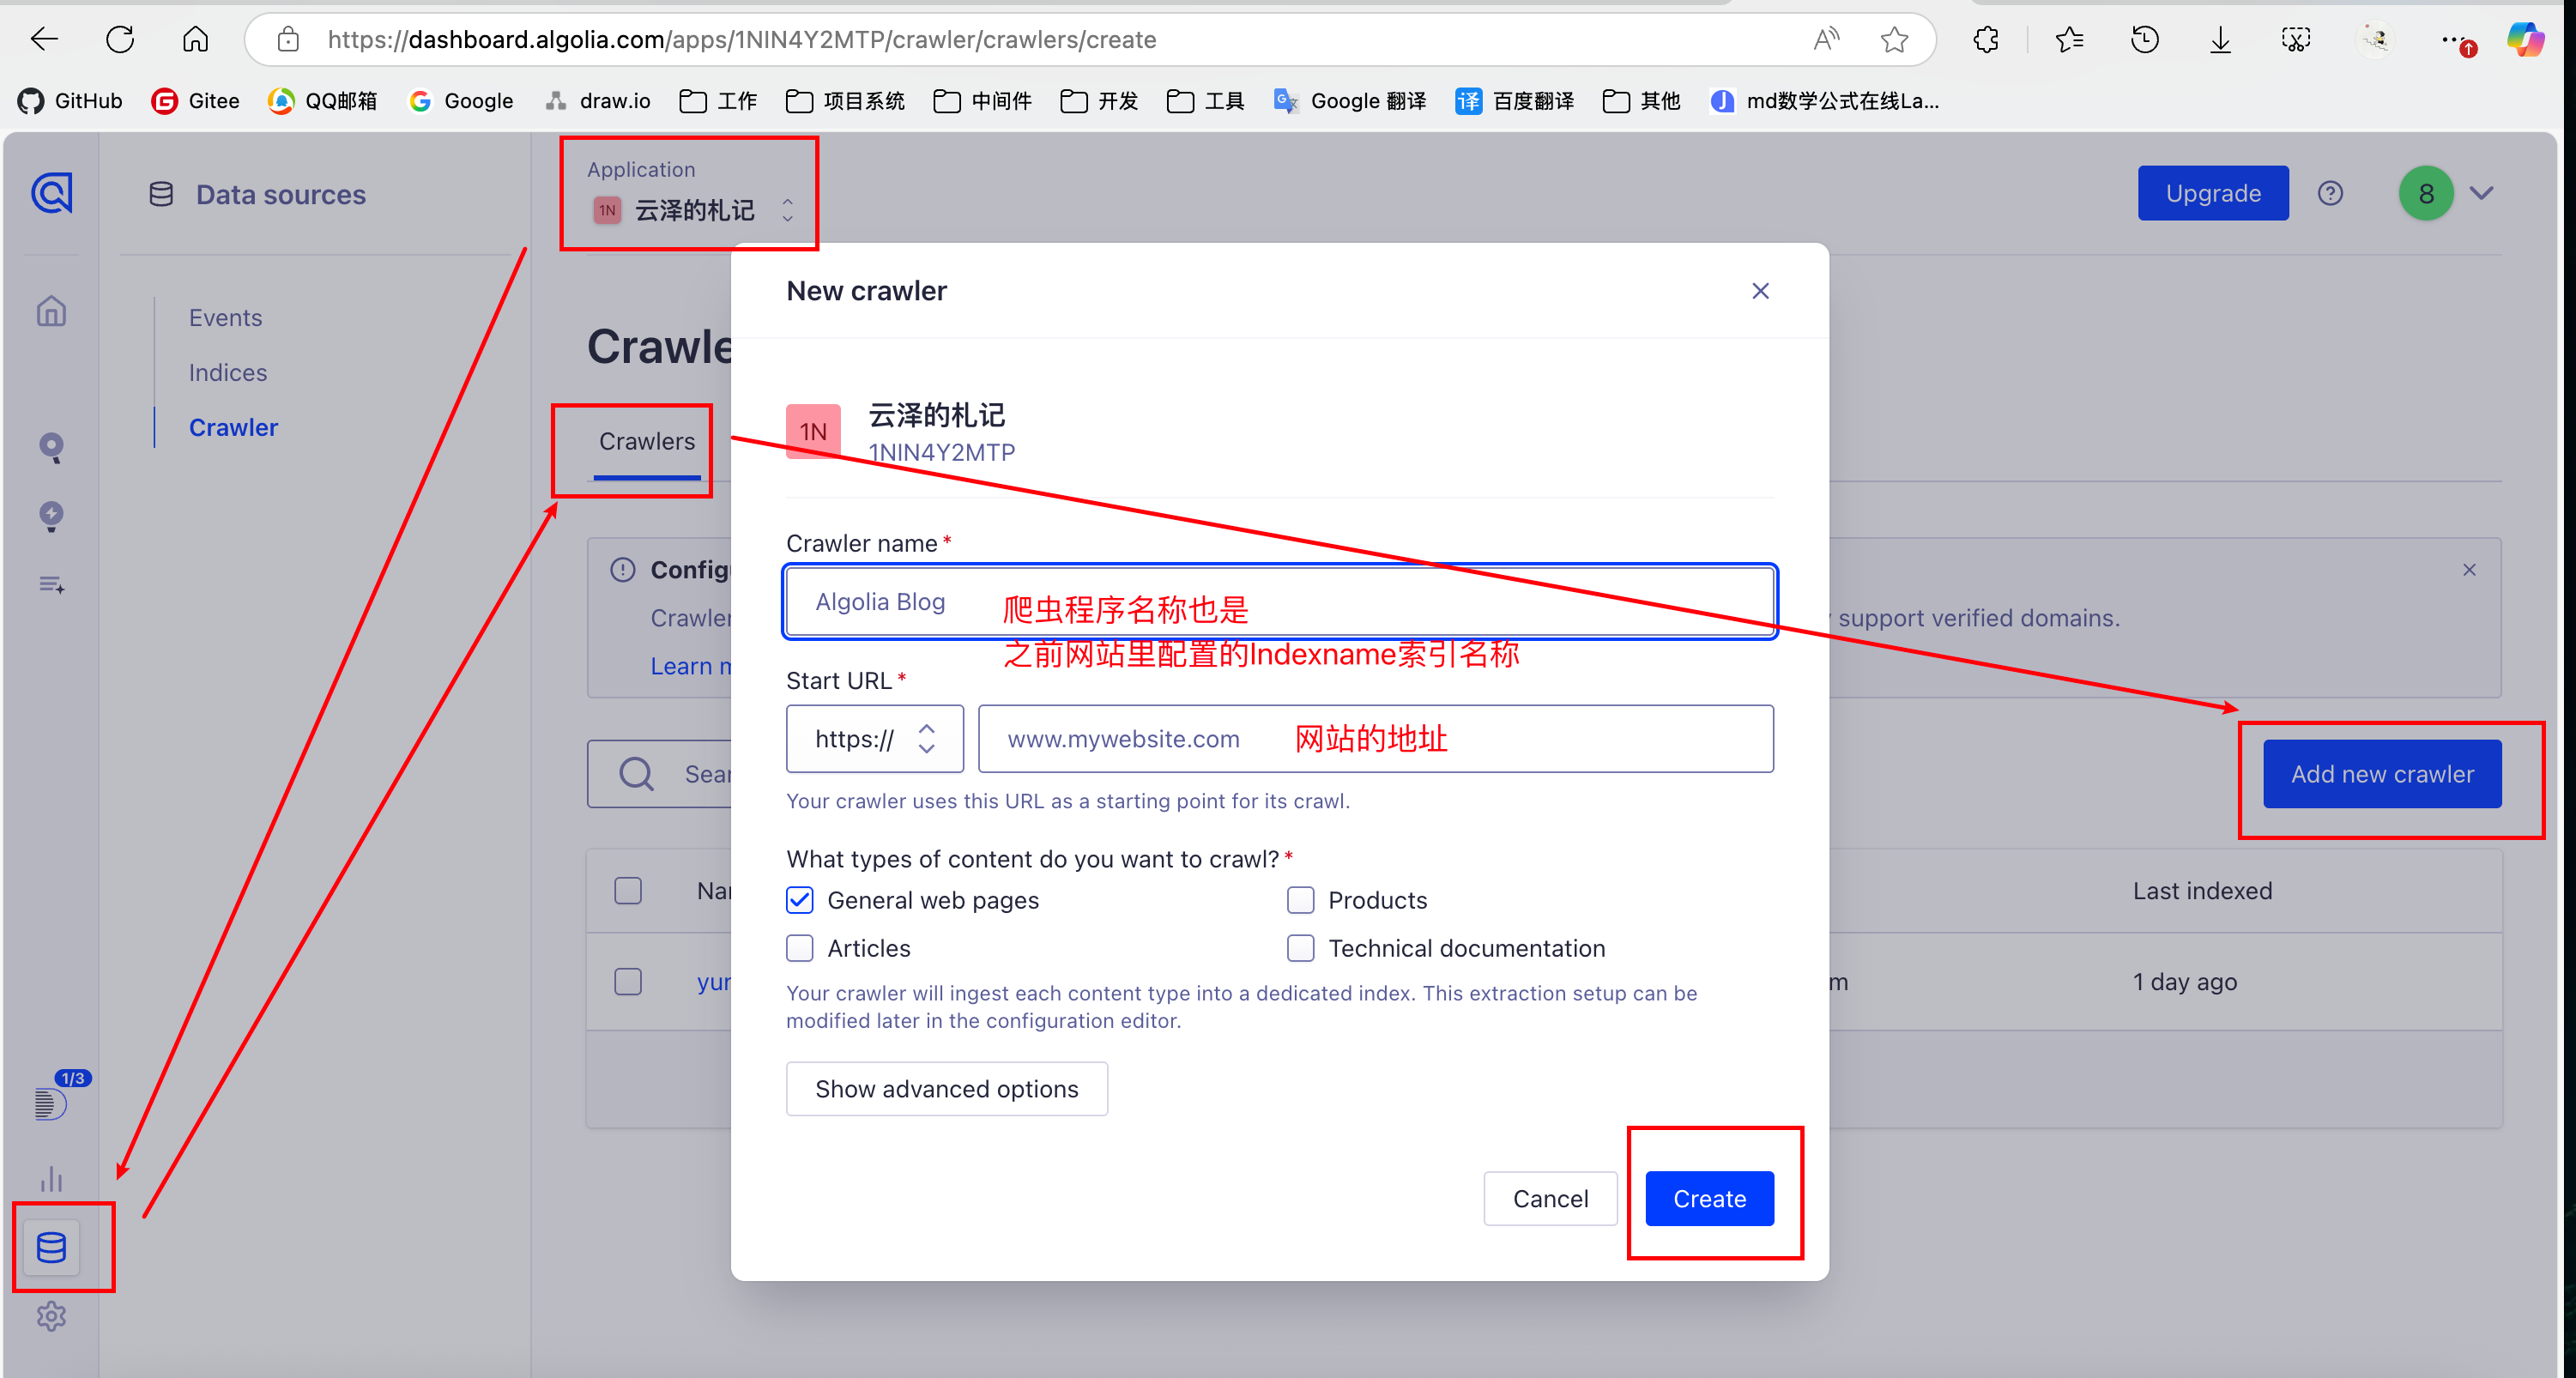 https://dashboard.algolia.com/apps/1NIN4Y2MTP/crawler/crawlers/create
GitHub
Gitee
QQ邮箱
Google
draw.io
工作
项目系统
中间件
开发
工具
Google 翻译
百度翻译
其他
md数学公式在线La...
Data sources
Application
1N
云泽的札记
Upgrade
8
Events
Indices
Crawler
Crawle
Crawlers
New crawler
1N
云泽的札记
1NIN4Y2MTP
Config
Crawler
support verified domains.
Learn m
Crawler name*
Algolia Blog
爬虫程序名称也是
之前网站里配置的Indexname索引名称
Start URL*
https://
www.mywebsite.com
网站的地址
Your crawler uses this URL as a starting point for its crawl.
Sear
Add new crawler
What types of content do you want to crawl?*
General web pages
Products
Articles
Technical documentation
Your crawler will ingest each content type into a dedicated index. This extraction setup can be
modified later in the configuration editor.
Nar
Last indexed
yur
m
1 day ago
Show advanced options
1/3
Cancel
Create